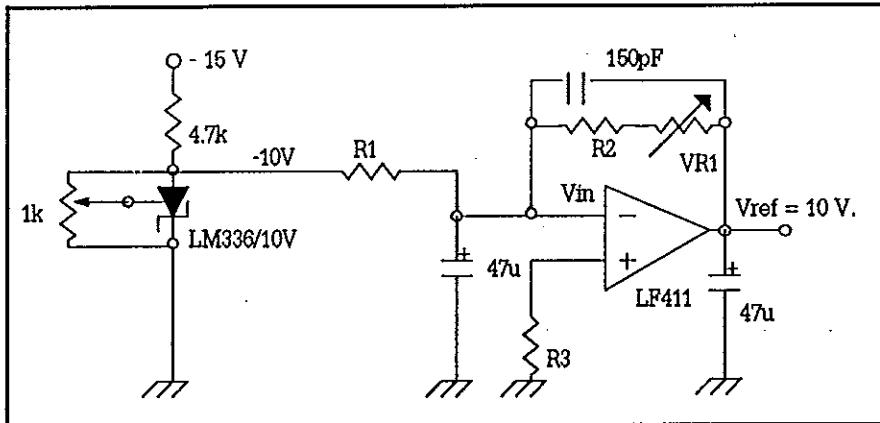 - 15 V
150pF
4.7k
R1
-10V
R2
VR1
1k
Vin
Vref = 10 V.
LM336/10V
−
+
+
+
47u
LF411
47u
R3